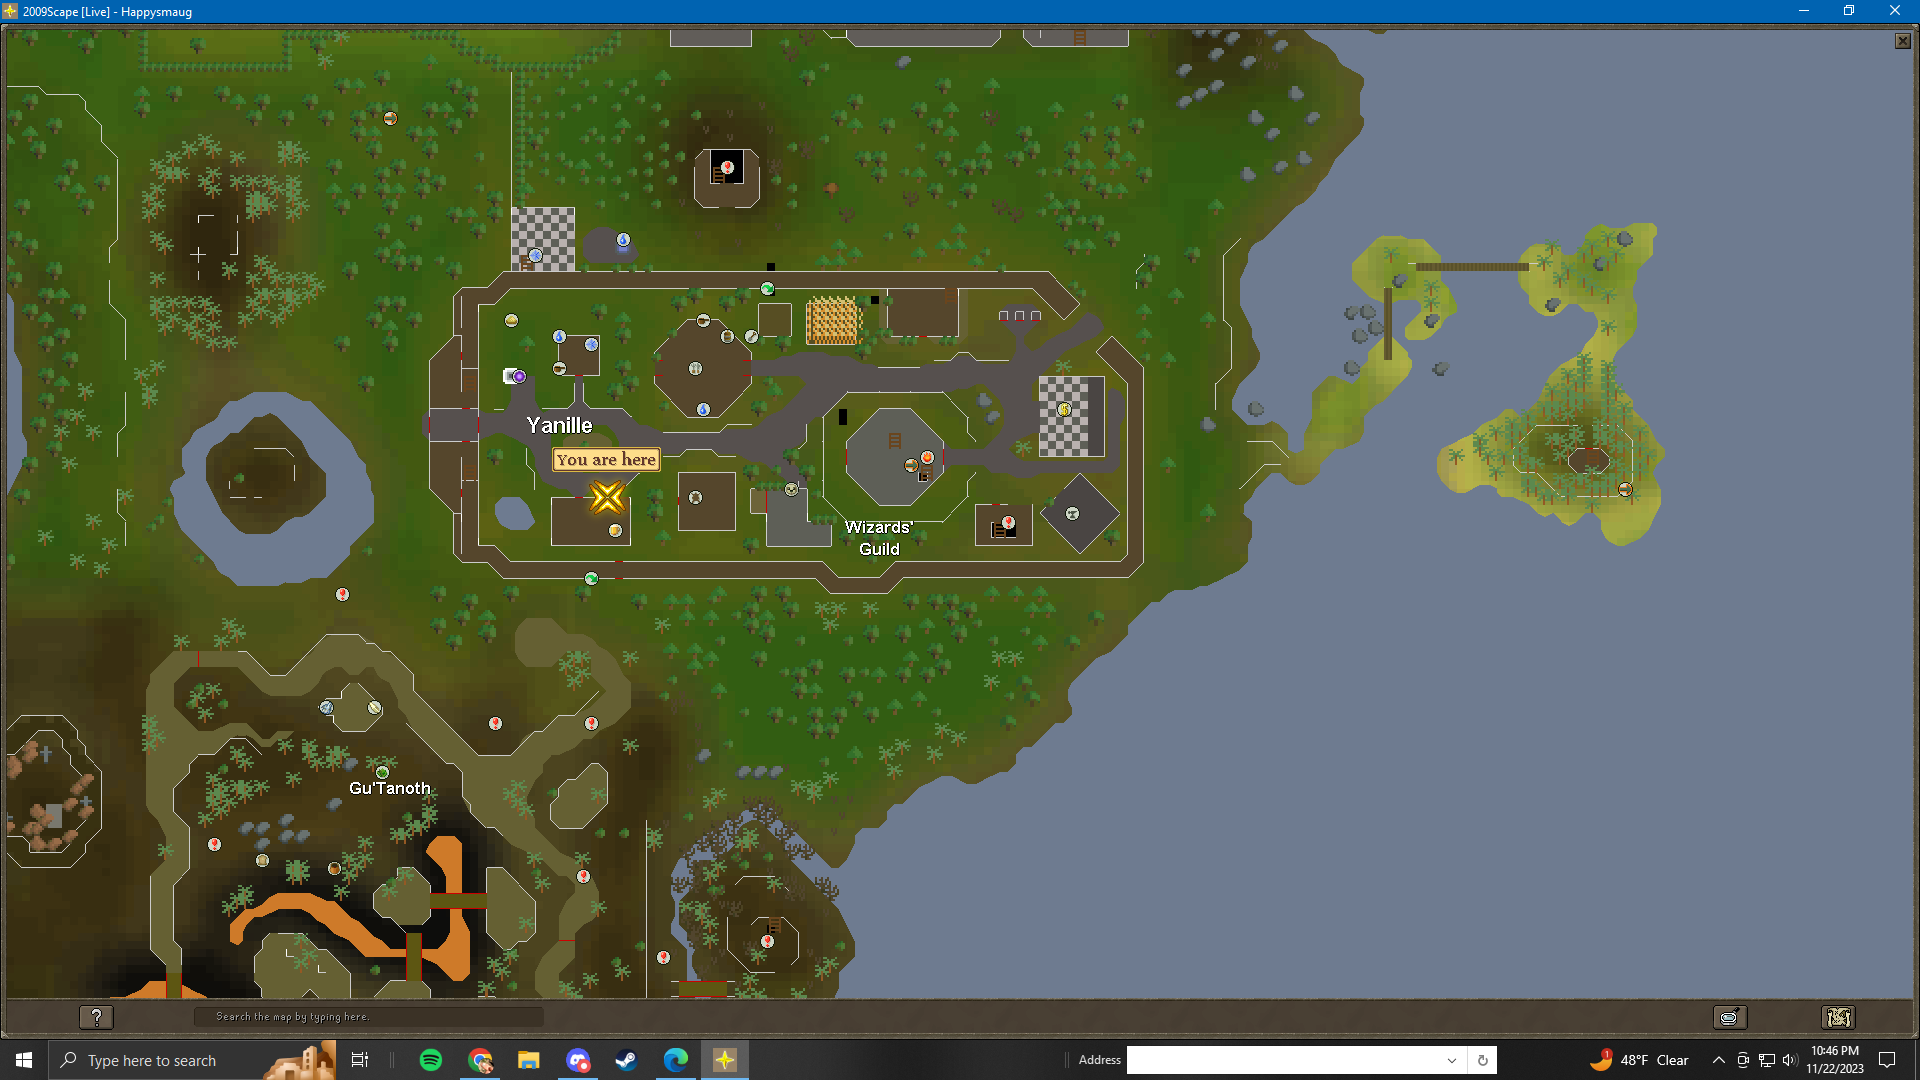 2009Scape [Live] - Happysmaug
Yanille
You are here
Wizards'
Guild
Gu'Tanoth
?
Search the map by typing here.
Type here to search
Address
1
48°F Clear
10:46 PM
11/22/2023